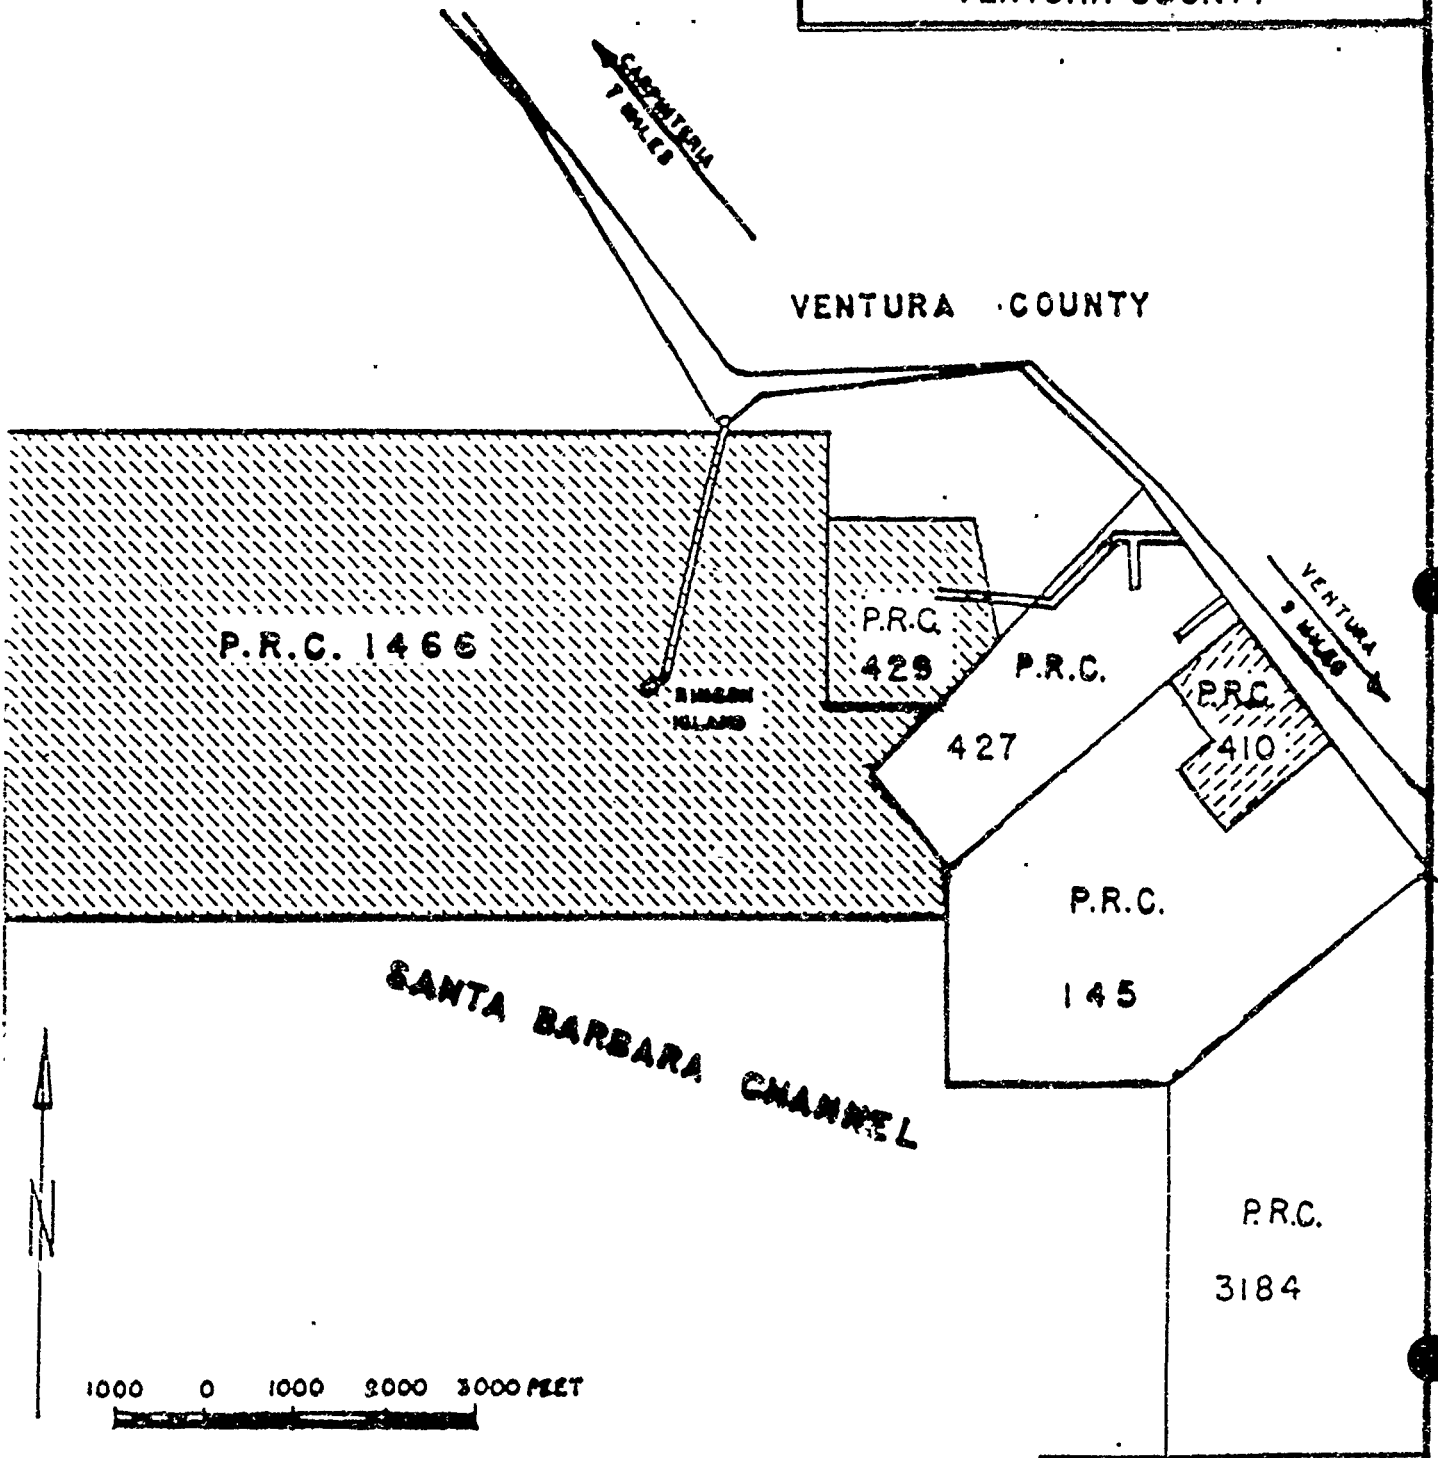 VENTURA COUNTY
CARPINTERIA
7 MILES
VENTURA COUNTY
VENTURA
9 MILES
P.R.C. 1466
RINCON
ISLAND
P.R.C.
429
P.R.C.
427
P.R.C.
410
P.R.C.
145
SANTA BARBARA CHANNEL
N
P.R.C.
3184
1000 0 1000 2000 3000 FEET